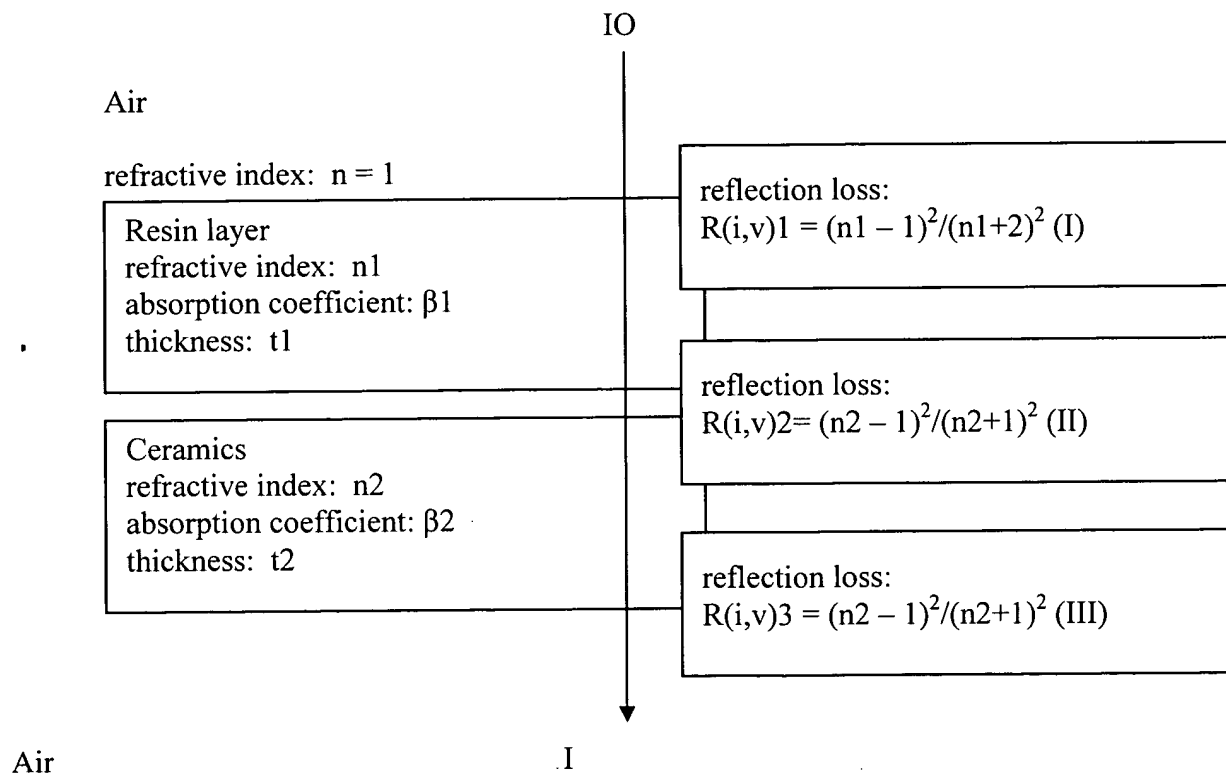 IO
Air
refractive index: n = 1
Resin layer
refractive index: n1
absorption coefficient: β1
thickness: t1
reflection loss:
R(i,v)1 = (n1 – 1)²/(n1+2)² (I)
reflection loss:
R(i,v)2= (n2 – 1)²/(n2+1)² (II)
Ceramics
refractive index: n2
absorption coefficient: β2
thickness: t2
reflection loss:
R(i,v)3 = (n2 – 1)²/(n2+1)² (III)
Air
I